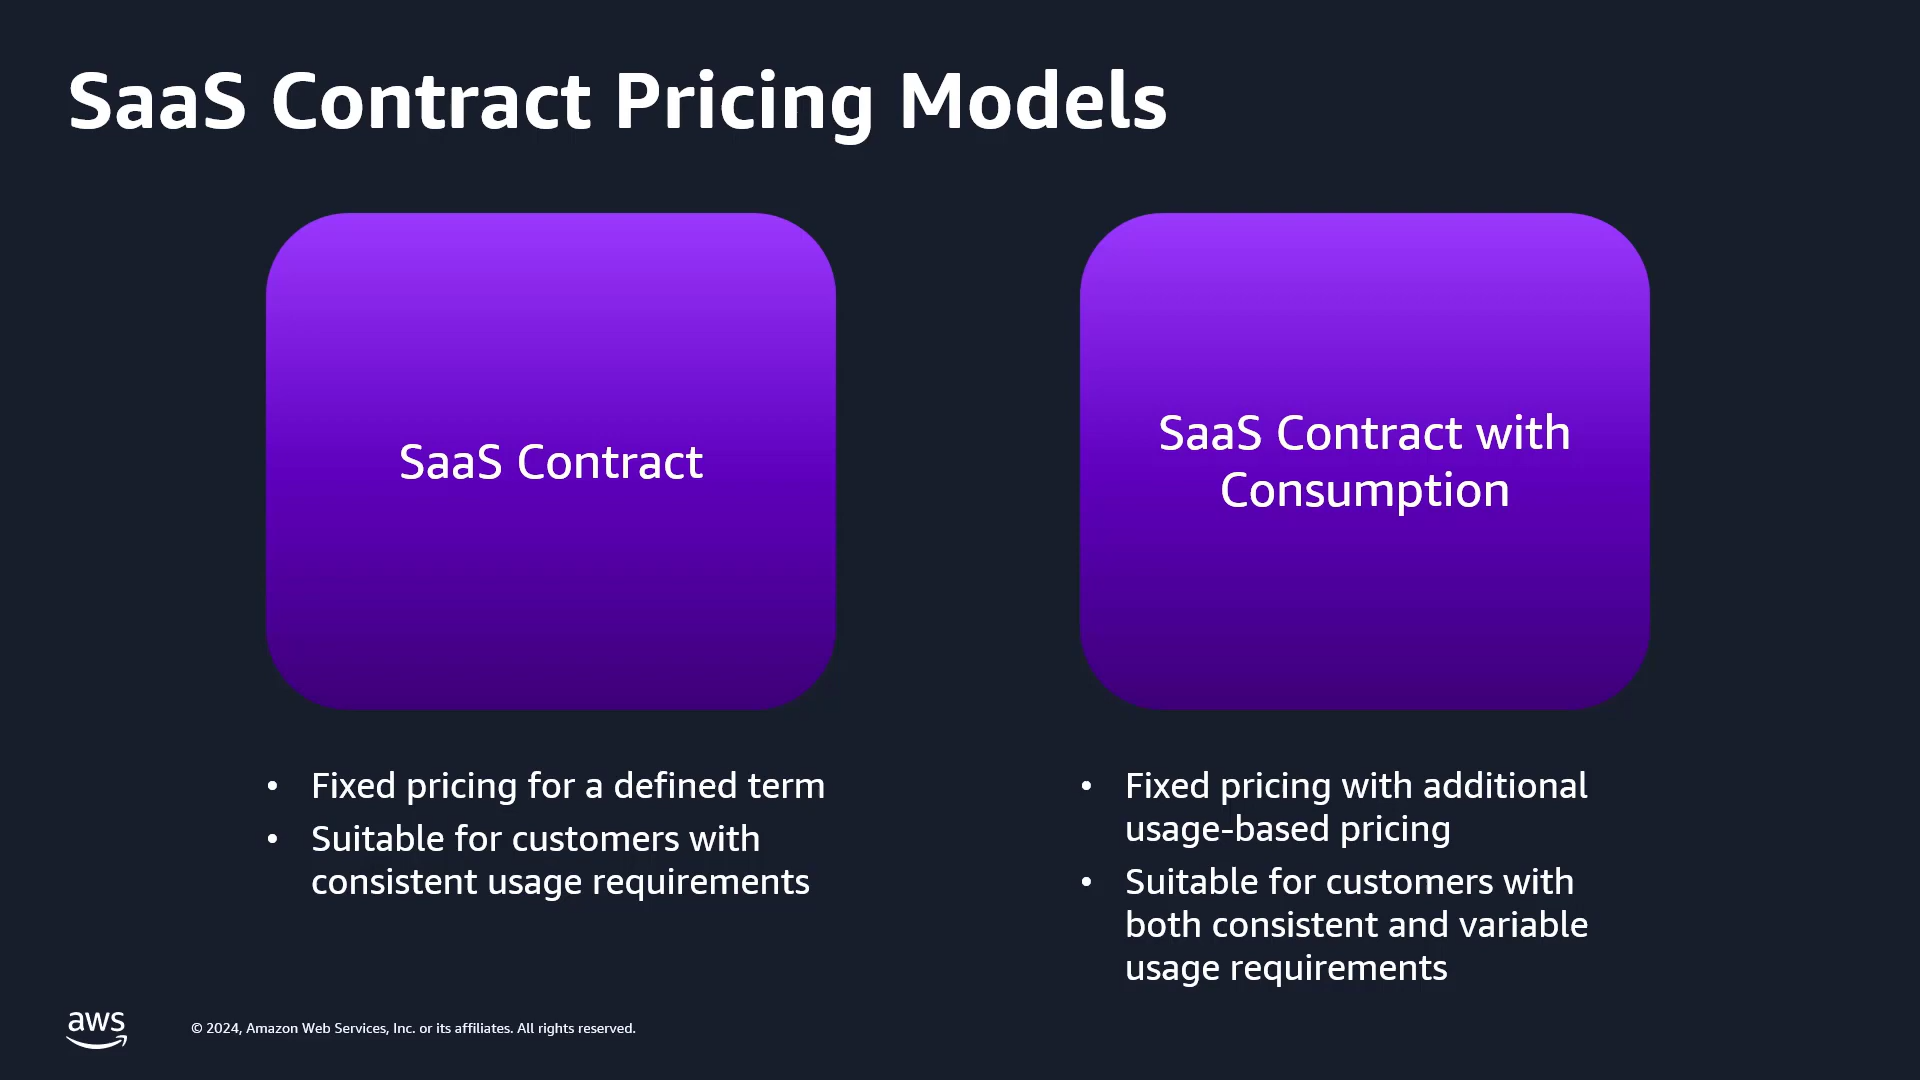 SaaS Contract Pricing Models
SaaS Contract
• Fixed pricing for a defined term
• Suitable for customers with
consistent usage requirements
SaaS Contract with
Consumption
• Fixed pricing with additional
usage-based pricing
• Suitable for customers with
both consistent and variable
usage requirements
aws
© 2024, Amazon Web Services, Inc. or its affiliates. All rights reserved.